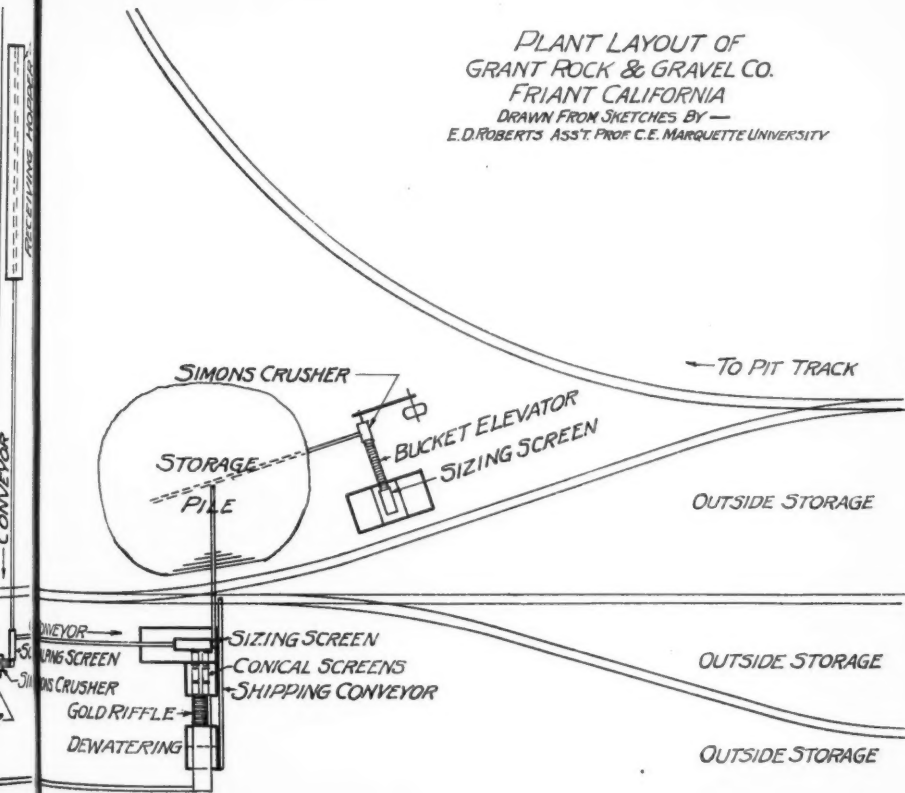 PLANT LAYOUT OF
GRANT ROCK & GRAVEL CO.
FRIANT CALIFORNIA
DRAWN FROM SKETCHES BY —
E.D. ROBERTS ASS'T. PROF. C.E. MARQUETTE UNIVERSITY
RECEIVING HOPPER
TO PIT TRACK
SIMONS CRUSHER
BUCKET ELEVATOR
SIZING SCREEN
STORAGE
PILE
OUTSIDE STORAGE
CONVEYOR
SIZING SCREEN
CONICAL SCREENS
SHIPPING CONVEYOR
OUTSIDE STORAGE
SCREEN
CRUSHER
GOLD RIFFLE
DEWATERING
OUTSIDE STORAGE